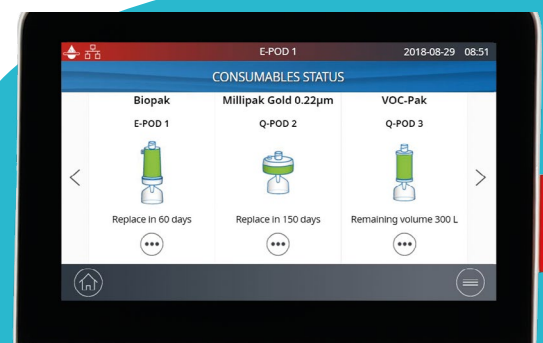 E-POD 1 2018-08-29 08:51
CONSUMABLES STATUS
Biopak Millipak Gold 0.22µm VOC-Pak
E-POD 1 Q-POD 2 Q-POD 3
Replace in 60 days Replace in 150 days Remaining volume 300 L